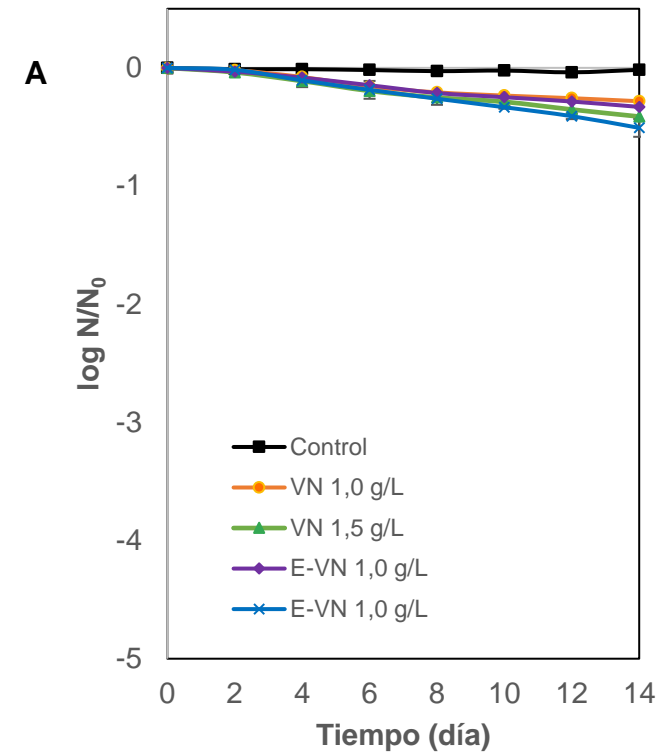 A
0
-1
-2
-3
-4
-5
log N/N₀
Control
VN 1,0 g/L
VN 1,5 g/L
E-VN 1,0 g/L
E-VN 1,0 g/L
0 2 4 6 8 10 12 14
Tiempo (día)